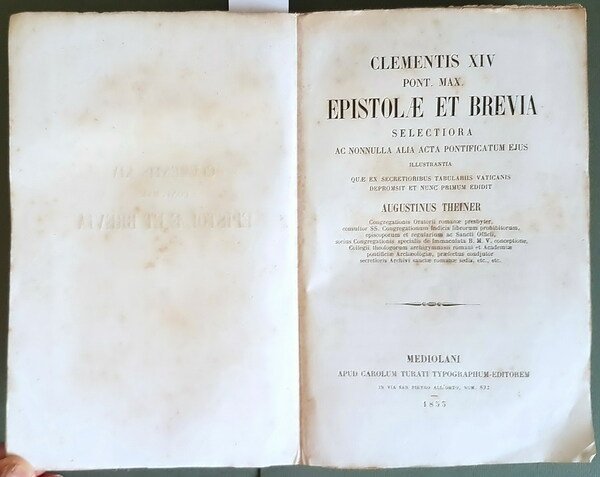 CLEMENTIS XIV
PONT. MAX.
EPISTOLÆ ET BREVIA
SELECTIORA
AC NONNULLA ALIA ACTA PONTIFICATUM EJUS
ILLUSTRANTIA
QUÆ EX SECRETIORIBUS TABULARIIS VATICANIS
DEPROMSIT ET NUNC PRIMUM EDIDIT
AUGUSTINUS THEINER
Congregationis Oratorii romanæ presbyter,
consultor SS. Congregationum Indicis librorum prohibitorum,
episcoporum et regularium ac Sancti Officii,
socius Congregationis specialis de Immaculata B. M. V. conceptione,
Collegii theologorum archigymnasii romani et Academiæ
pontificiæ Archæologiæ, præfectus coadjutor
secretioris Archivi sanctæ romanæ sedis, etc., etc.
MEDIOLANI
APUD CAROLUM TURATI TYPOGRAPHUM-EDITOREM
IN VIA SAN PIETRO ALL'ORTO, NUM.
1855